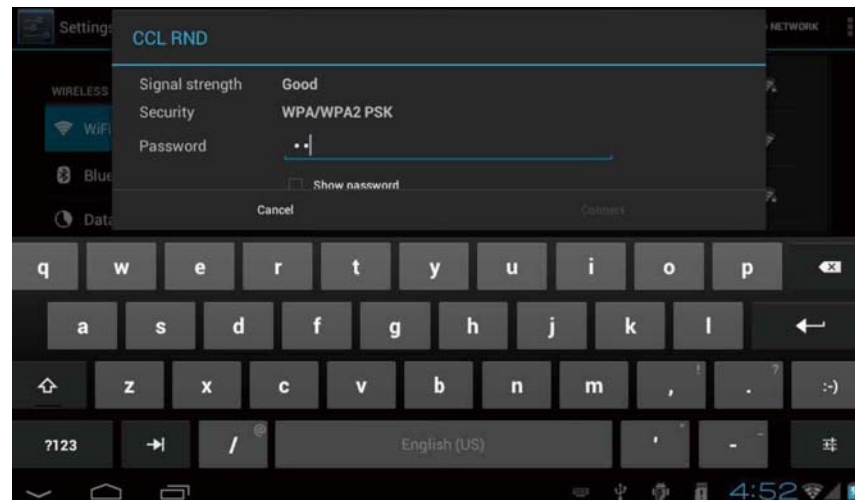 Settings
NETWORK
CCL RND
Signal strength Good
Security WPA/WPA2 PSK
Password ••
Show password
Cancel Connect
WIRELESS
WiFi
Blue
Data
q w e r t y u i o p
a s d f g h j k l
z x c v b n m , ! . ? :-)
?123 / @ English (US) ' " - _
4:52